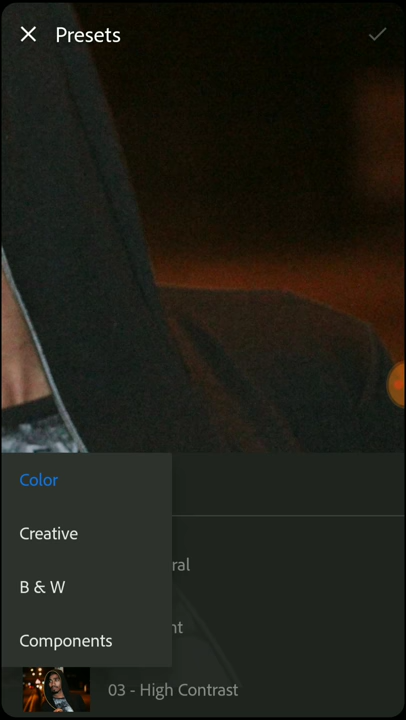 Presets
Color
Creative
ral
B & W
nt
Components
03 - High Contrast